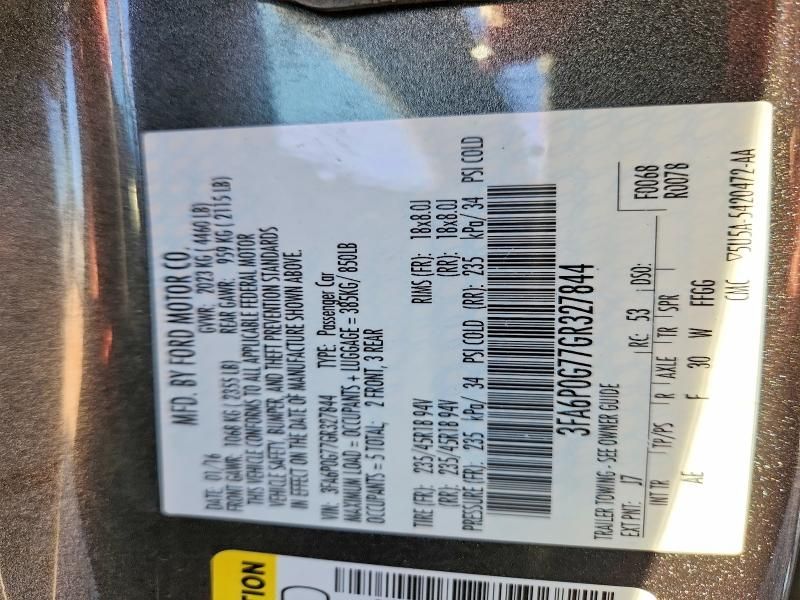 MFD. BY FORD MOTOR CO.
DATE: 01/16 GVWR: 2023 KG ( 4460 LB)
FRONT GAWR: 1068 KG ( 2355 LB) REAR GAWR: 959 KG ( 2115 LB)
THIS VEHICLE CONFORMS TO ALL APPLICABLE FEDERAL MOTOR
VEHICLE SAFETY, BUMPER, AND THEFT PREVENTION STANDARDS
IN EFFECT ON THE DATE OF MANUFACTURE SHOWN ABOVE.
VIN: 3FA6P0G77GR327844 TYPE: Passenger Car
MAXIMUM LOAD = OCCUPANTS + LUGGAGE = 385KG/ 850LB
OCCUPANTS = 5 TOTAL: 2 FRONT, 3 REAR
TIRE (FR): 235/45R18 94V RIMS (FR): 18x8.0J
(RR): 235/45R18 94V (RR): 18x8.0J
PRESSURE (FR): 235 kPa/ 34 PSI COLD (RR): 235 kPa/ 34 PSI COLD
3FA6P0G77GR327844
TRAILER TOWING - SEE OWNER GUIDE F0068
EXT PNT: 17 RC: 53 DSO: R0078
INT TR TP/PS R AXLE TR SPR
AE F 30 W FFGG
CNC 5U5A-5420472-AA
TION